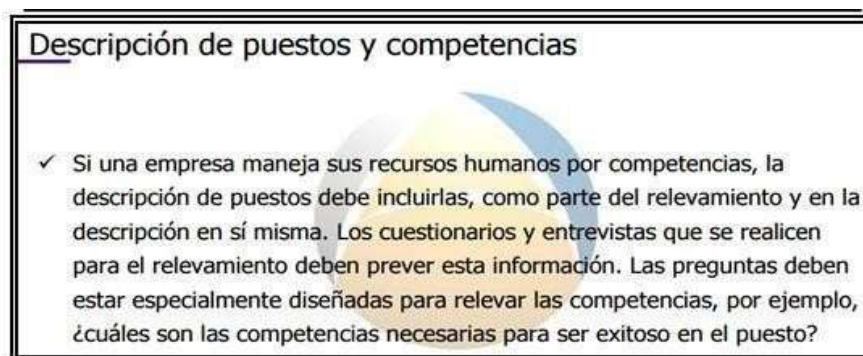 Descripción de puestos y competencias
✓ Si una empresa maneja sus recursos humanos por competencias, la
descripción de puestos debe incluirlas, como parte del relevamiento y en la
descripción en sí misma. Los cuestionarios y entrevistas que se realicen
para el relevamiento deben prever esta información. Las preguntas deben
estar especialmente diseñadas para relevar las competencias, por ejemplo,
¿cuáles son las competencias necesarias para ser exitoso en el puesto?